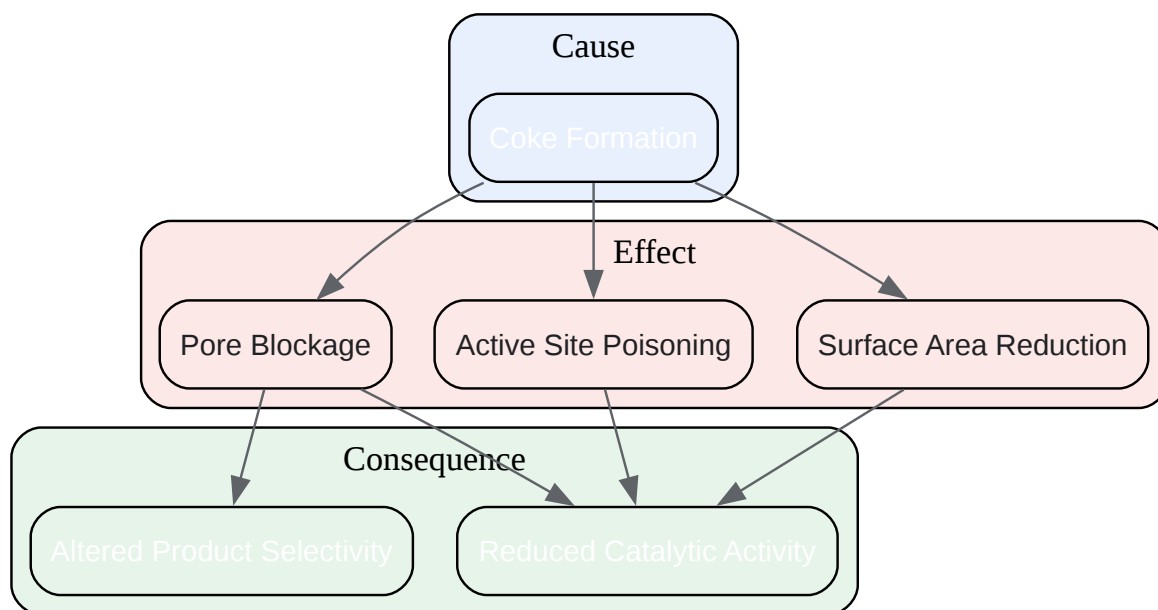 Cause
Coke Formation
Effect
Pore Blockage
Active Site Poisoning
Surface Area Reduction
Consequence
Altered Product Selectivity
Reduced Catalytic Activity